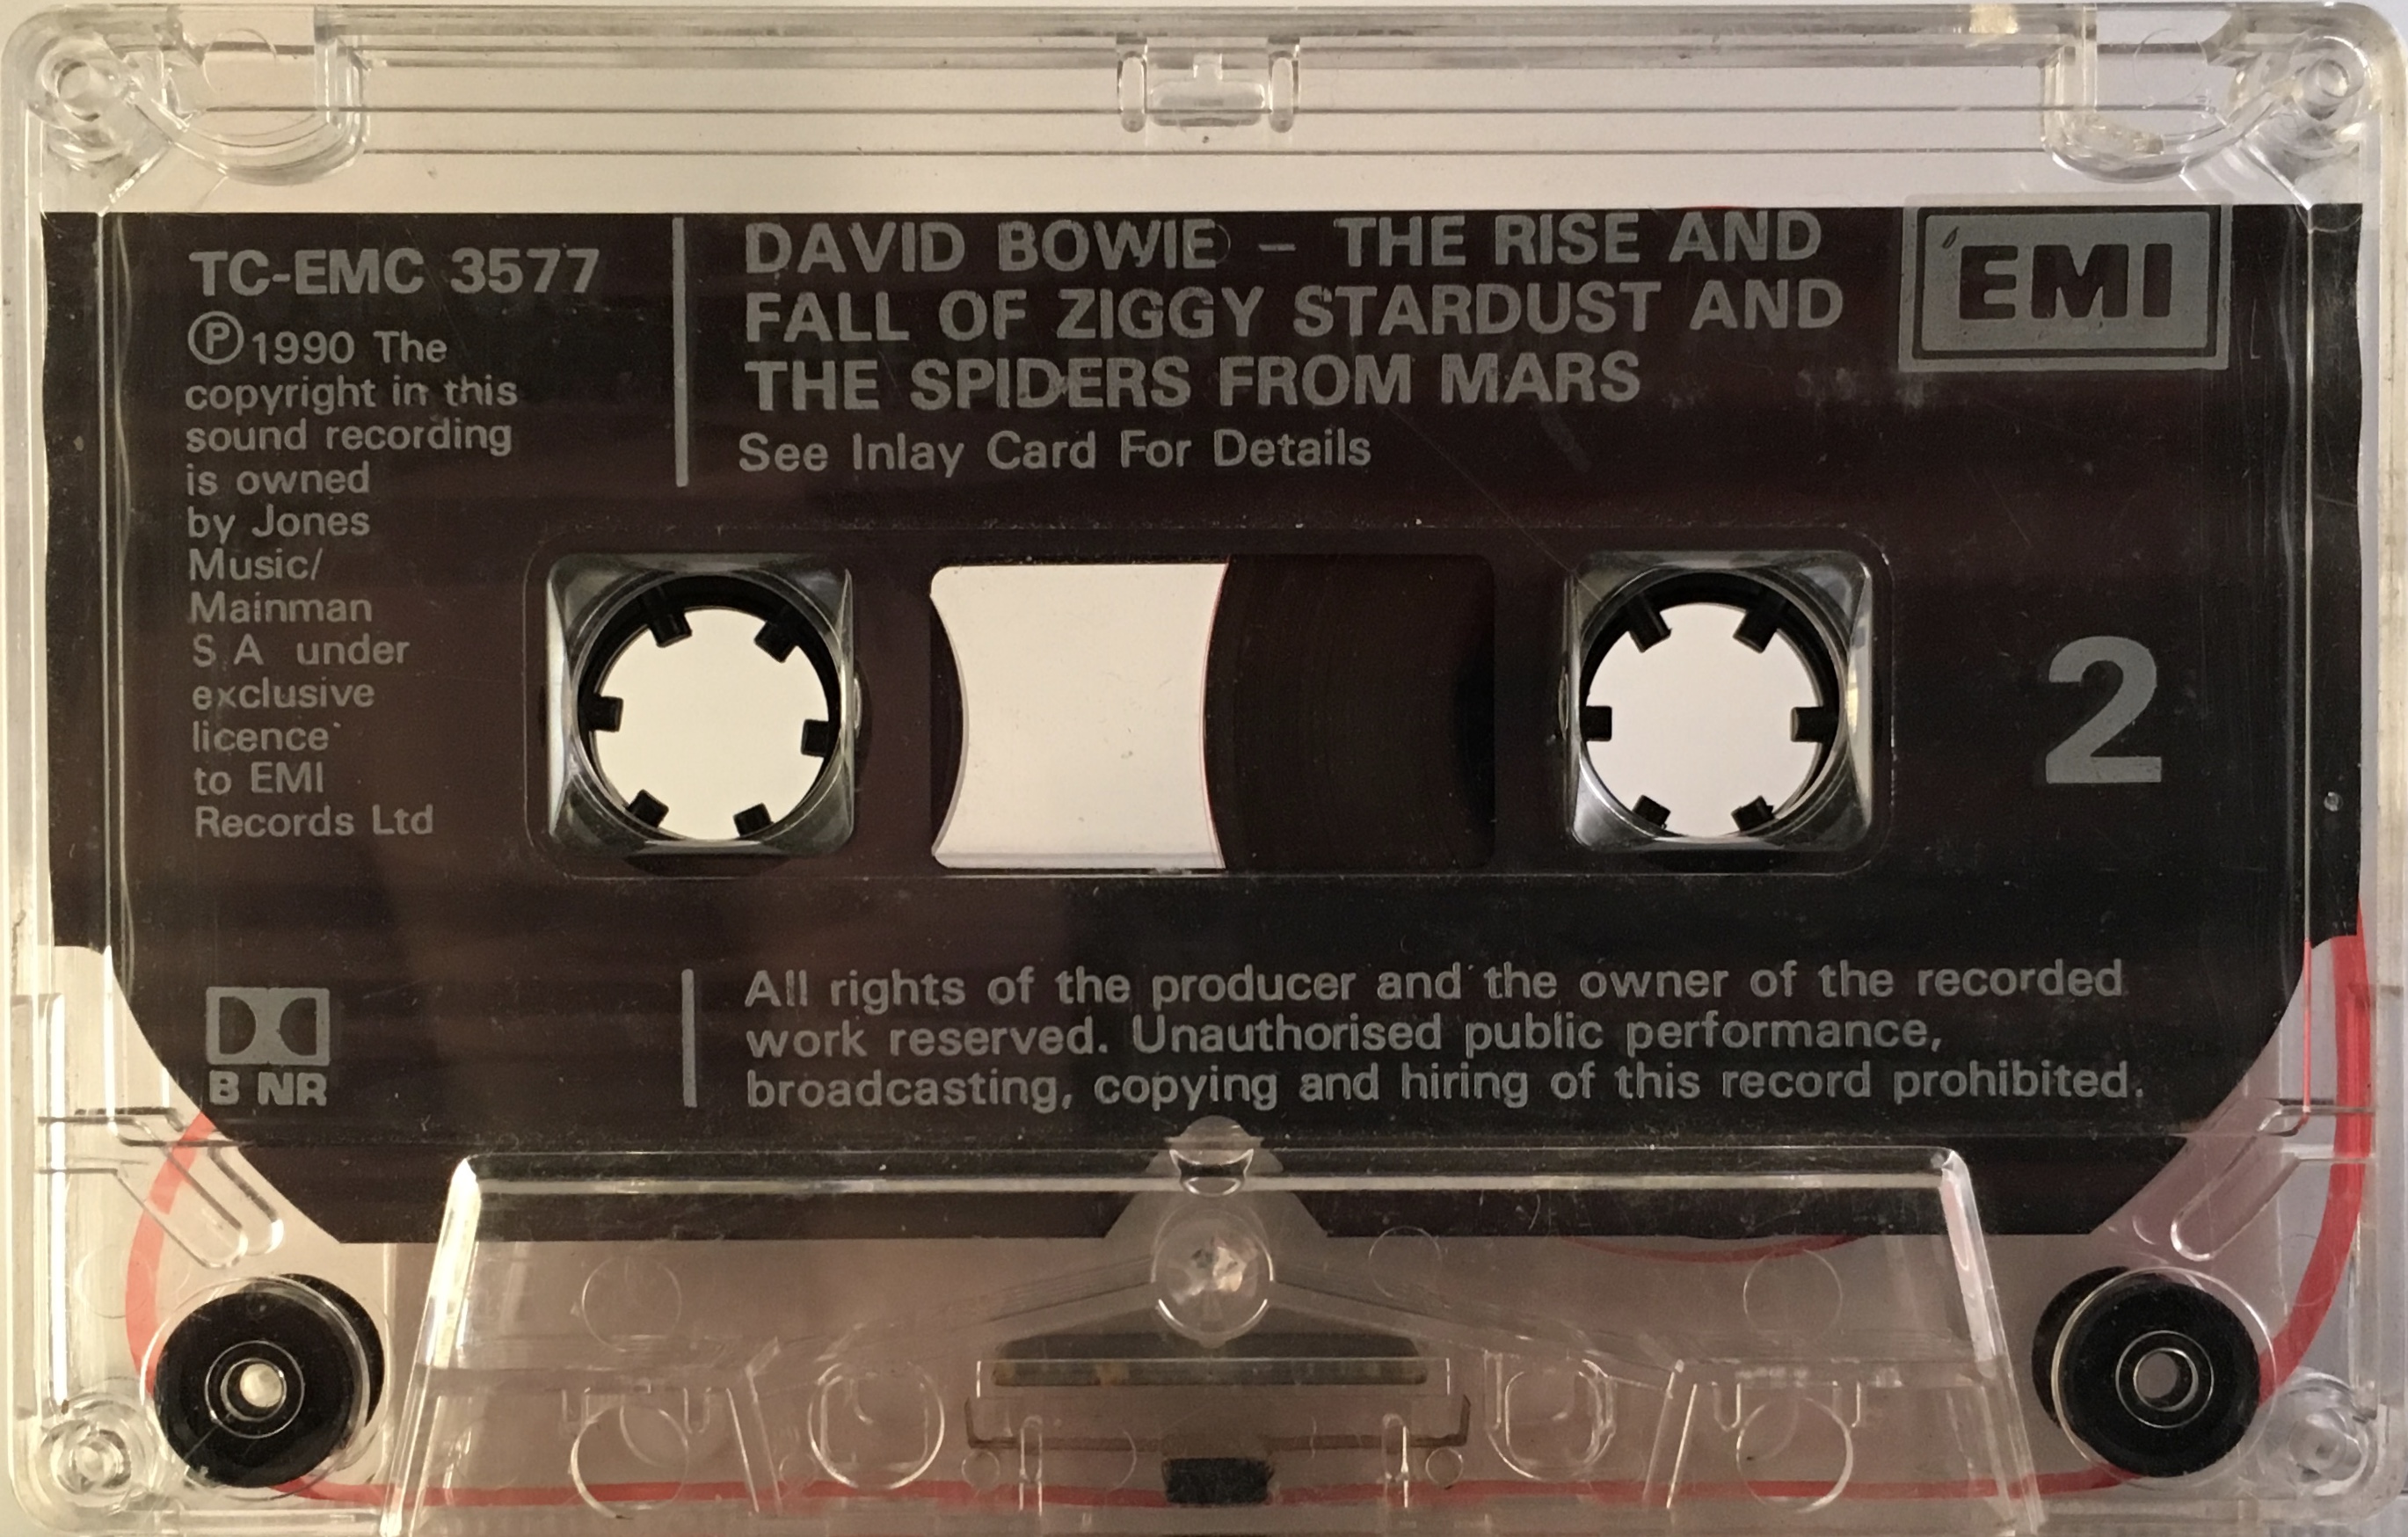 TC-EMC 3577
℗ 1990 The
copyright in this
sound recording
is owned
by Jones
Music/
Mainman
S.A under
exclusive
licence
to EMI
Records Ltd
DAVID BOWIE – THE RISE AND
FALL OF ZIGGY STARDUST AND
THE SPIDERS FROM MARS
See Inlay Card For Details
EMI
2
B NR
All rights of the producer and the owner of the recorded
work reserved. Unauthorised public performance,
broadcasting, copying and hiring of this record prohibited.